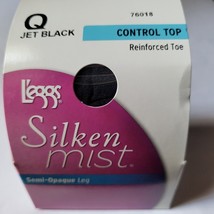 Q
JET BLACK
76018
CONTROL TOP
Reinforced Toe
L'eggs
Silken
mist
Semi-Opaque Leg